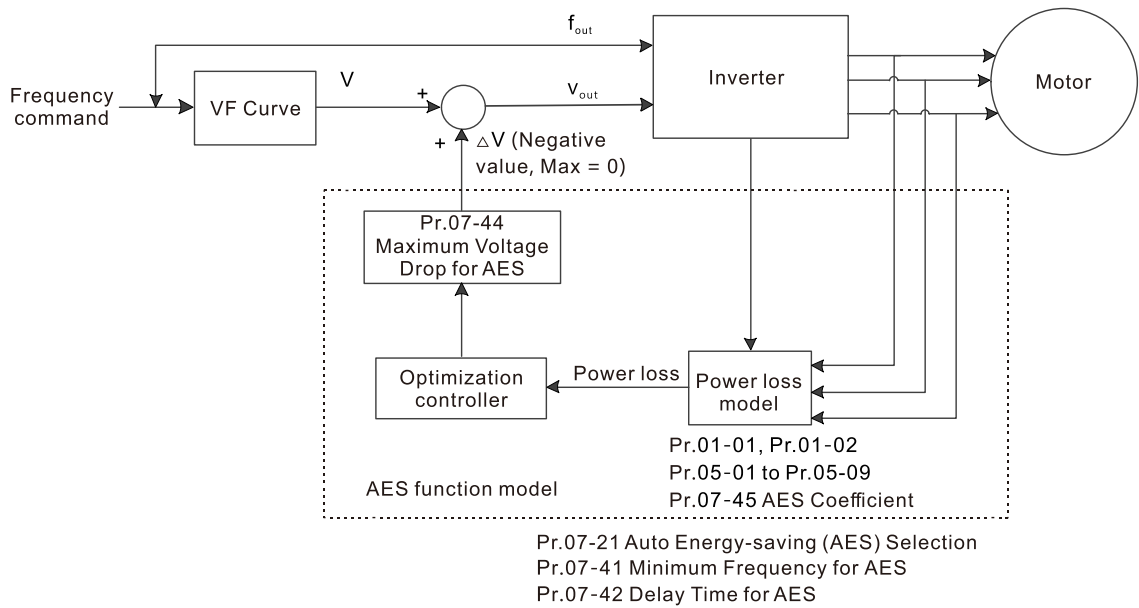 f out
Frequency
command
VF Curve
V
+
v out
Inverter
Motor
+
△V (Negative
value, Max = 0)
Pr.07-44
Maximum Voltage
Drop for AES
Optimization
controller
Power loss
Power loss
model
Pr.01-01, Pr.01-02
Pr.05-01 to Pr.05-09
Pr.07-45 AES Coefficient
AES function model
Pr.07-21 Auto Energy-saving (AES) Selection
Pr.07-41 Minimum Frequency for AES
Pr.07-42 Delay Time for AES